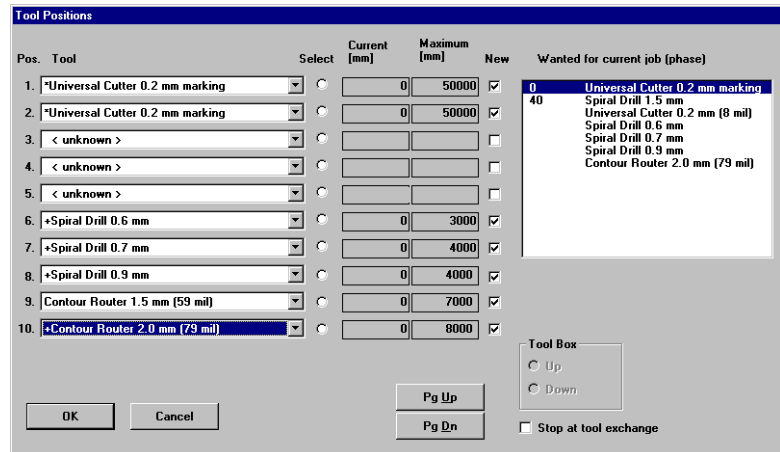 Tool Positions
Pos. Tool Select Current [mm] Maximum [mm] New Wanted for current job (phase)
1. *Universal Cutter 0.2 mm marking 0 50000
2. *Universal Cutter 0.2 mm marking 0 50000
3. < unknown >
4. < unknown >
5. < unknown >
6. +Spiral Drill 0.6 mm 0 3000
7. +Spiral Drill 0.7 mm 0 4000
8. +Spiral Drill 0.9 mm 0 4000
9. Contour Router 1.5 mm (59 mil) 0 7000
10. +Contour Router 2.0 mm (79 mil) 0 8000
0 Universal Cutter 0.2 mm marking
40 Spiral Drill 1.5 mm
Universal Cutter 0.2 mm (8 mil)
Spiral Drill 0.6 mm
Spiral Drill 0.7 mm
Spiral Drill 0.9 mm
Contour Router 2.0 mm (79 mil)
Tool Box
Up
Down
OK
Cancel
Pg Up
Pg Dn
Stop at tool exchange